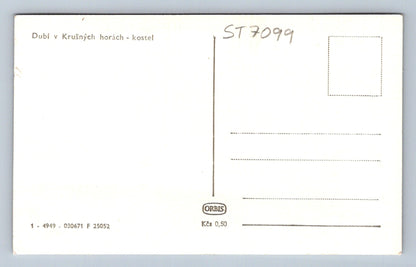 Dubí v Krušných horách - kostel
ST7099
ORBIS
1 - 4949 - 030671 F 25052
Kčs 0,50